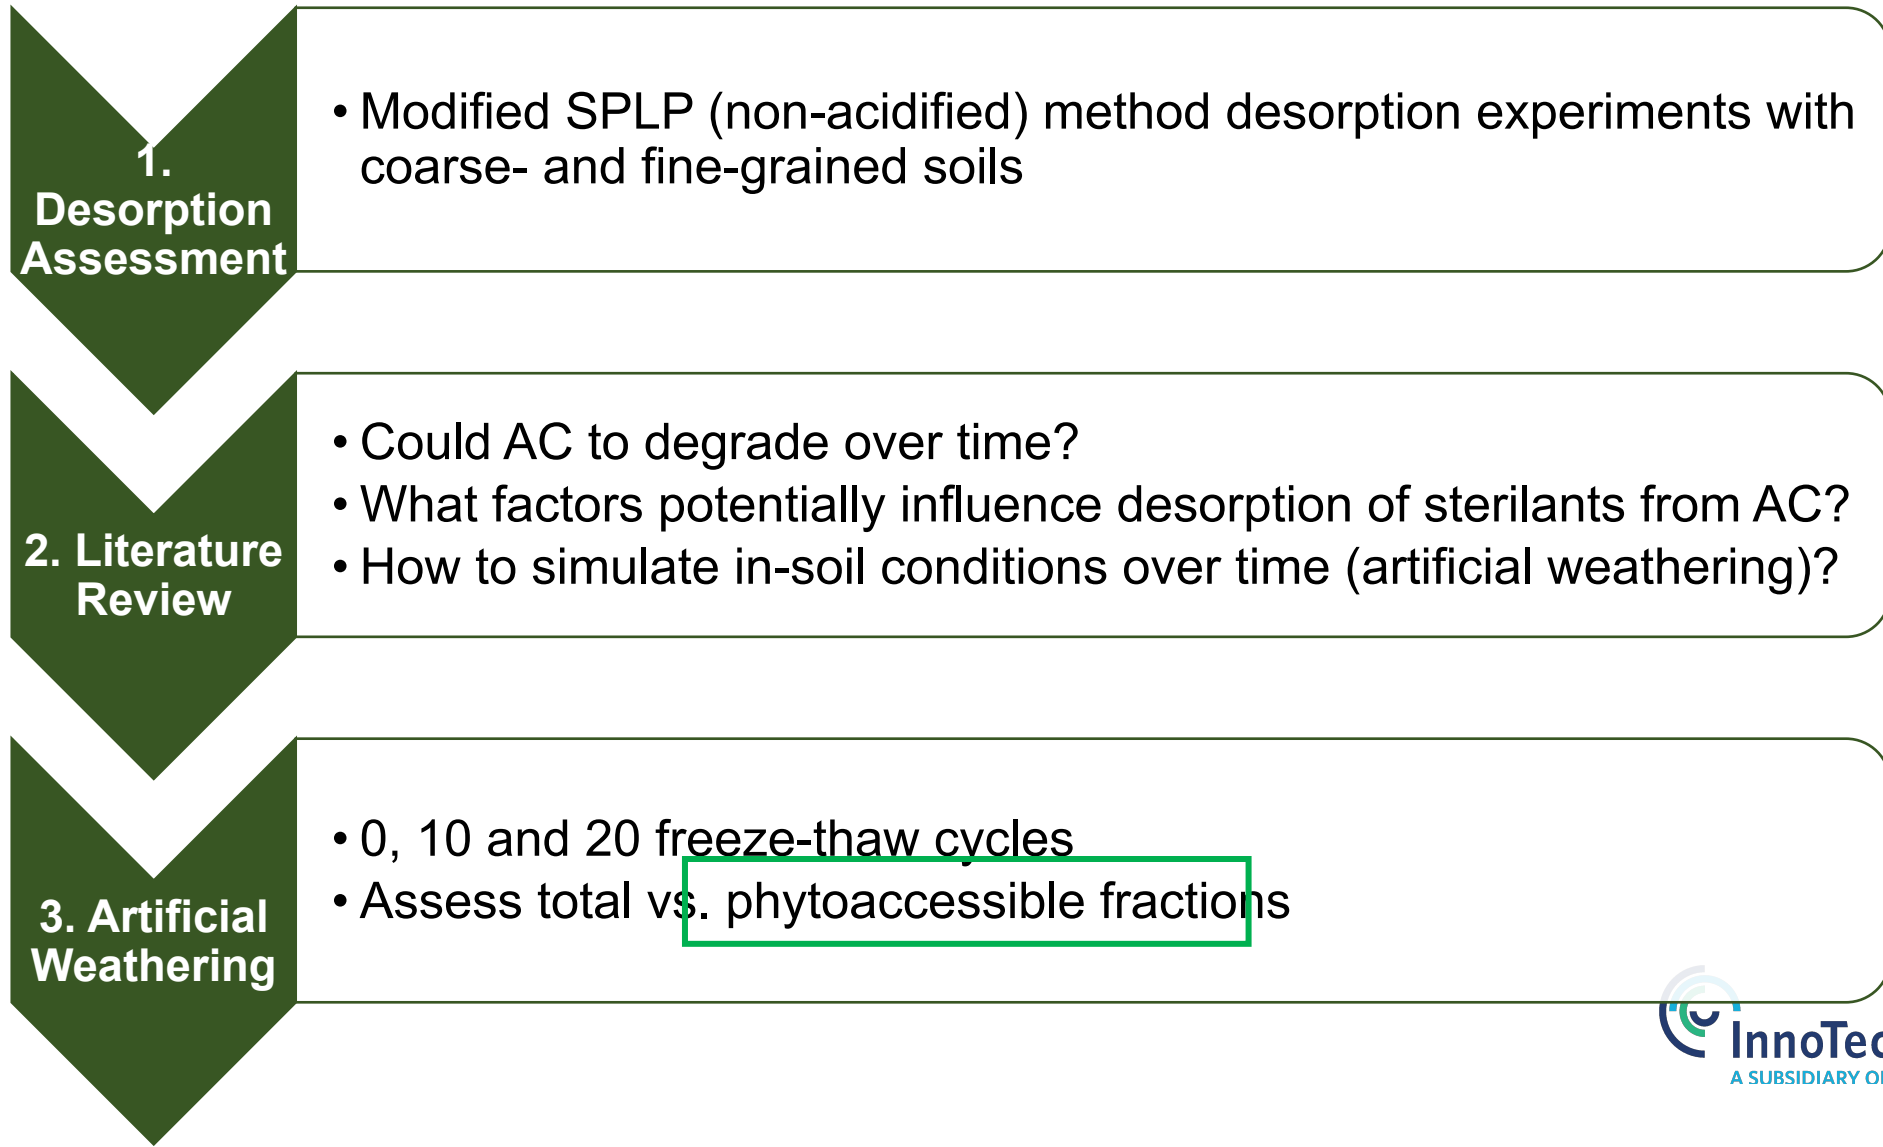 1.
Desorption
Assessment
• Modified SPLP (non-acidified) method desorption experiments with
coarse- and fine-grained soils
2. Literature
Review
• Could AC to degrade over time?
• What factors potentially influence desorption of sterilants from AC?
• How to simulate in-soil conditions over time (artificial weathering)?
3. Artificial
Weathering
• 0, 10 and 20 freeze-thaw cycles
• Assess total vs. phytoaccessible fractions
InnoTec
A SUBSIDIARY O